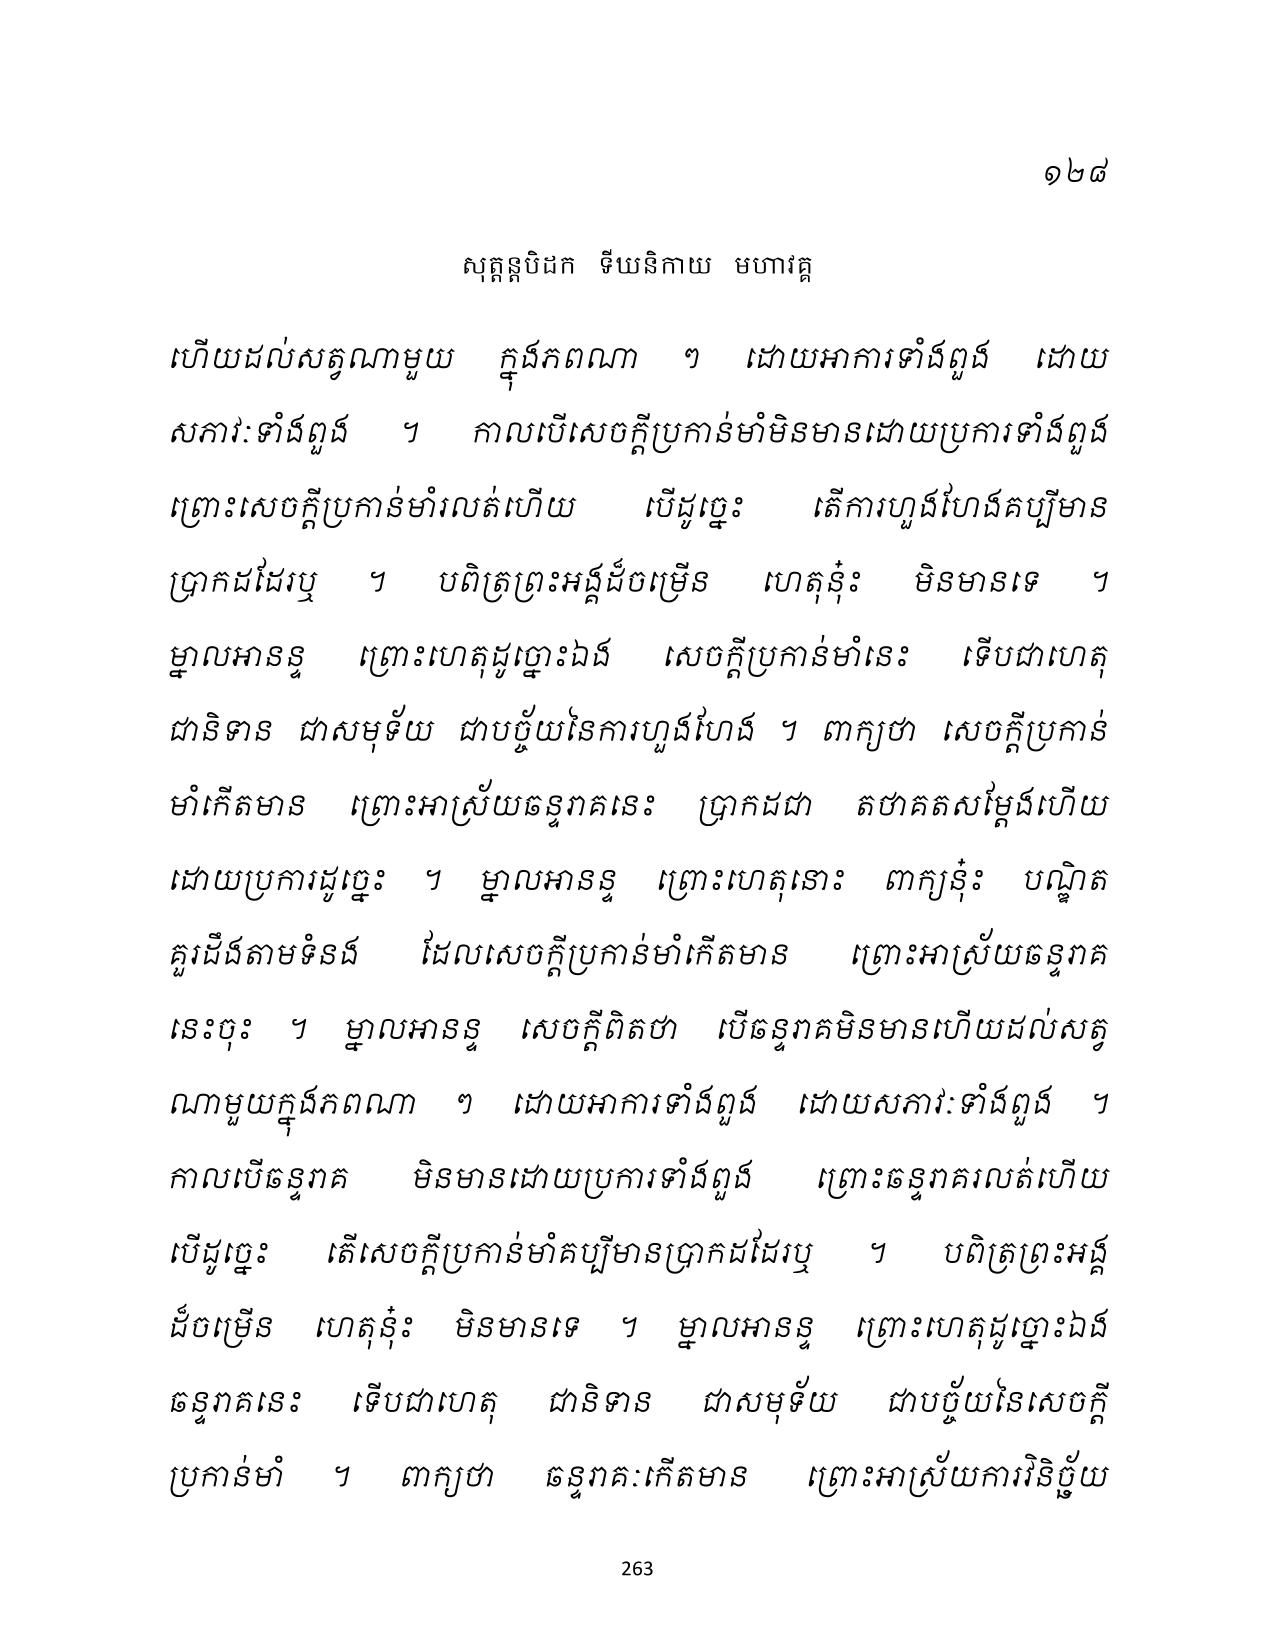 ១២៨
សុត្តន្តបិដក ទីឃនិកាយ មហាវគ្គ
ហើយដល់សត្វណាមួយ ក្នុងភពណា ៗ ដោយអាការទាំងពួង ដោយ
សភាវៈទាំងពួង ។ កាលបើសេចក្តីប្រកាន់មាំមិនមានដោយប្រការទាំងពួង
ព្រោះសេចក្តីប្រកាន់មាំរលត់ហើយ បើដូច្នេះ តើការហួងហែងគប្បីមាន
ប្រាកដដែរឬ ។ បពិត្រព្រះអង្គដ៏ចម្រើន ហេតុនុ៎ះ មិនមានទេ ។
ម្នាលអានន្ទ ព្រោះហេតុដូច្នោះឯង សេចក្តីប្រកាន់មាំនេះ ទើបជាហេតុ
ជានិទាន ជាសមុទ័យ ជាបច្ច័យនៃការហួងហែង ។ ពាក្យថា សេចក្តីប្រកាន់
មាំកើតមាន ព្រោះអាស្រ័យឆន្ទរាគនេះ ប្រាកដជា តថាគតសម្តែងហើយ
ដោយប្រការដូច្នេះ ។ ម្នាលអានន្ទ ព្រោះហេតុនោះ ពាក្យនុ៎ះ បណ្ឌិត
គួរដឹងតាមទំនង ដែលសេចក្តីប្រកាន់មាំកើតមាន ព្រោះអាស្រ័យឆន្ទរាគ
នេះចុះ ។ ម្នាលអានន្ទ សេចក្តីពិតថា បើឆន្ទរាគមិនមានហើយដល់សត្វ
ណាមួយក្នុងភពណា ៗ ដោយអាការទាំងពួង ដោយសភាវៈទាំងពួង ។
កាលបើឆន្ទរាគ មិនមានដោយប្រការទាំងពួង ព្រោះឆន្ទរាគរលត់ហើយ
បើដូច្នេះ តើសេចក្តីប្រកាន់មាំគប្បីមានប្រាកដដែរឬ ។ បពិត្រព្រះអង្គ
ដ៏ចម្រើន ហេតុនុ៎ះ មិនមានទេ ។ ម្នាលអានន្ទ ព្រោះហេតុដូច្នោះឯង
ឆន្ទរាគនេះ ទើបជាហេតុ ជានិទាន ជាសមុទ័យ ជាបច្ច័យនៃសេចក្តី
ប្រកាន់មាំ ។ ពាក្យថា ឆន្ទរាគៈកើតមាន ព្រោះអាស្រ័យការវិនិច្ឆ័យ
263